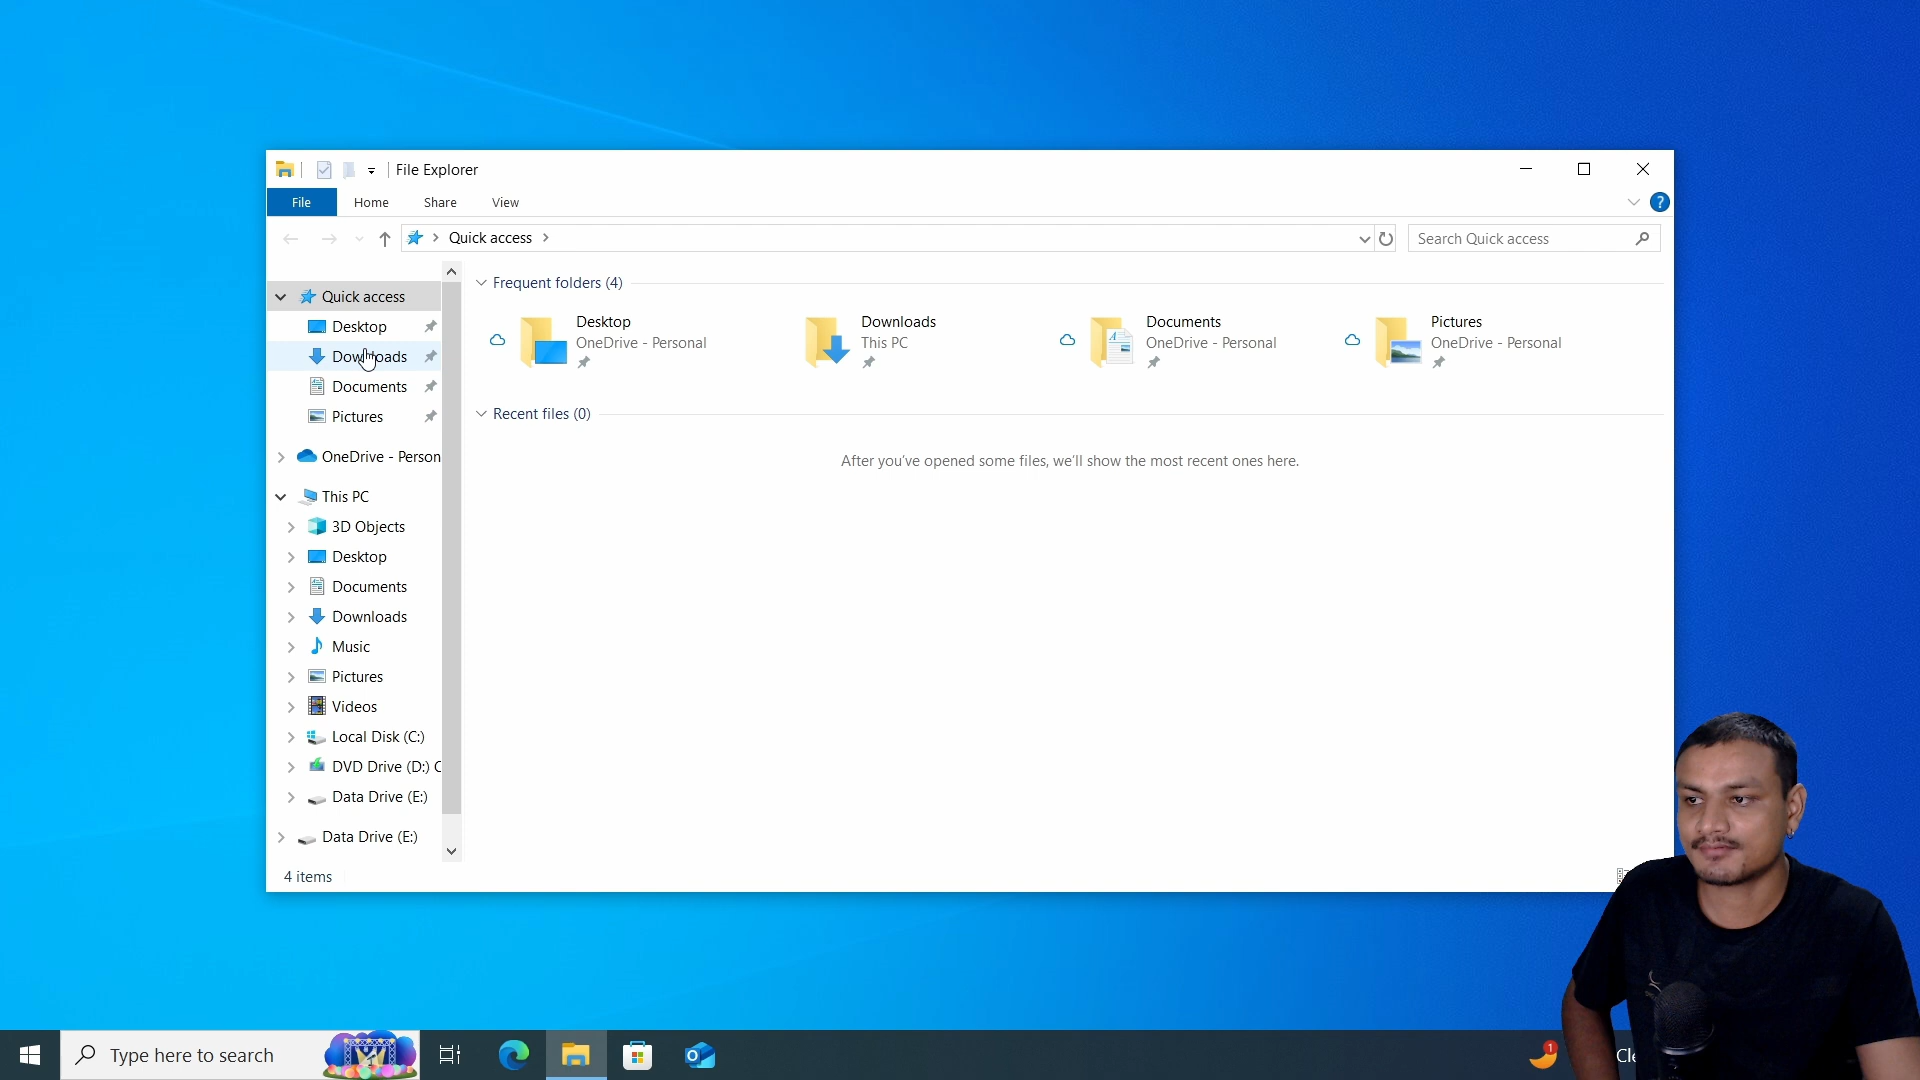 File Explorer
File Home Share View
?
Quick access
Search Quick access
Quick access
Desktop
Downloads
Documents
Pictures
OneDrive - Person
This PC
3D Objects
Desktop
Documents
Downloads
Music
Pictures
Videos
Local Disk (C:)
DVD Drive (D:) C
Data Drive (E:)
Data Drive (E:)
Frequent folders (4)
Desktop
OneDrive - Personal
Downloads
This PC
Documents
OneDrive - Personal
Pictures
OneDrive - Personal
Recent files (0)
After you've opened some files, we'll show the most recent ones here.
4 items
Type here to search
1
Cle